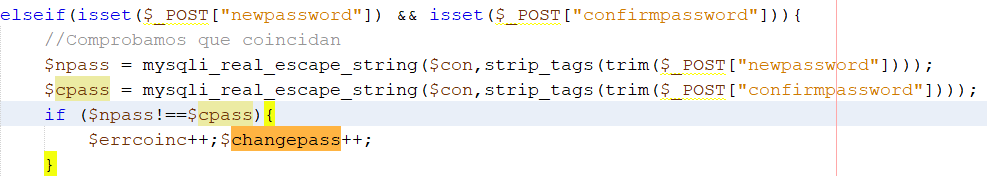 elseif(isset($_POST["newpassword"]) && isset($_POST["confirmpassword"])){
//Comprobamos que coincidan
$npass = mysqli_real_escape_string($con,strip_tags(trim($_POST["newpassword"])));
$cpass = mysqli_real_escape_string($con,strip_tags(trim($_POST["confirmpassword"])));
if ($npass!==$cpass){
$errcoinc++;$changepass++;
}